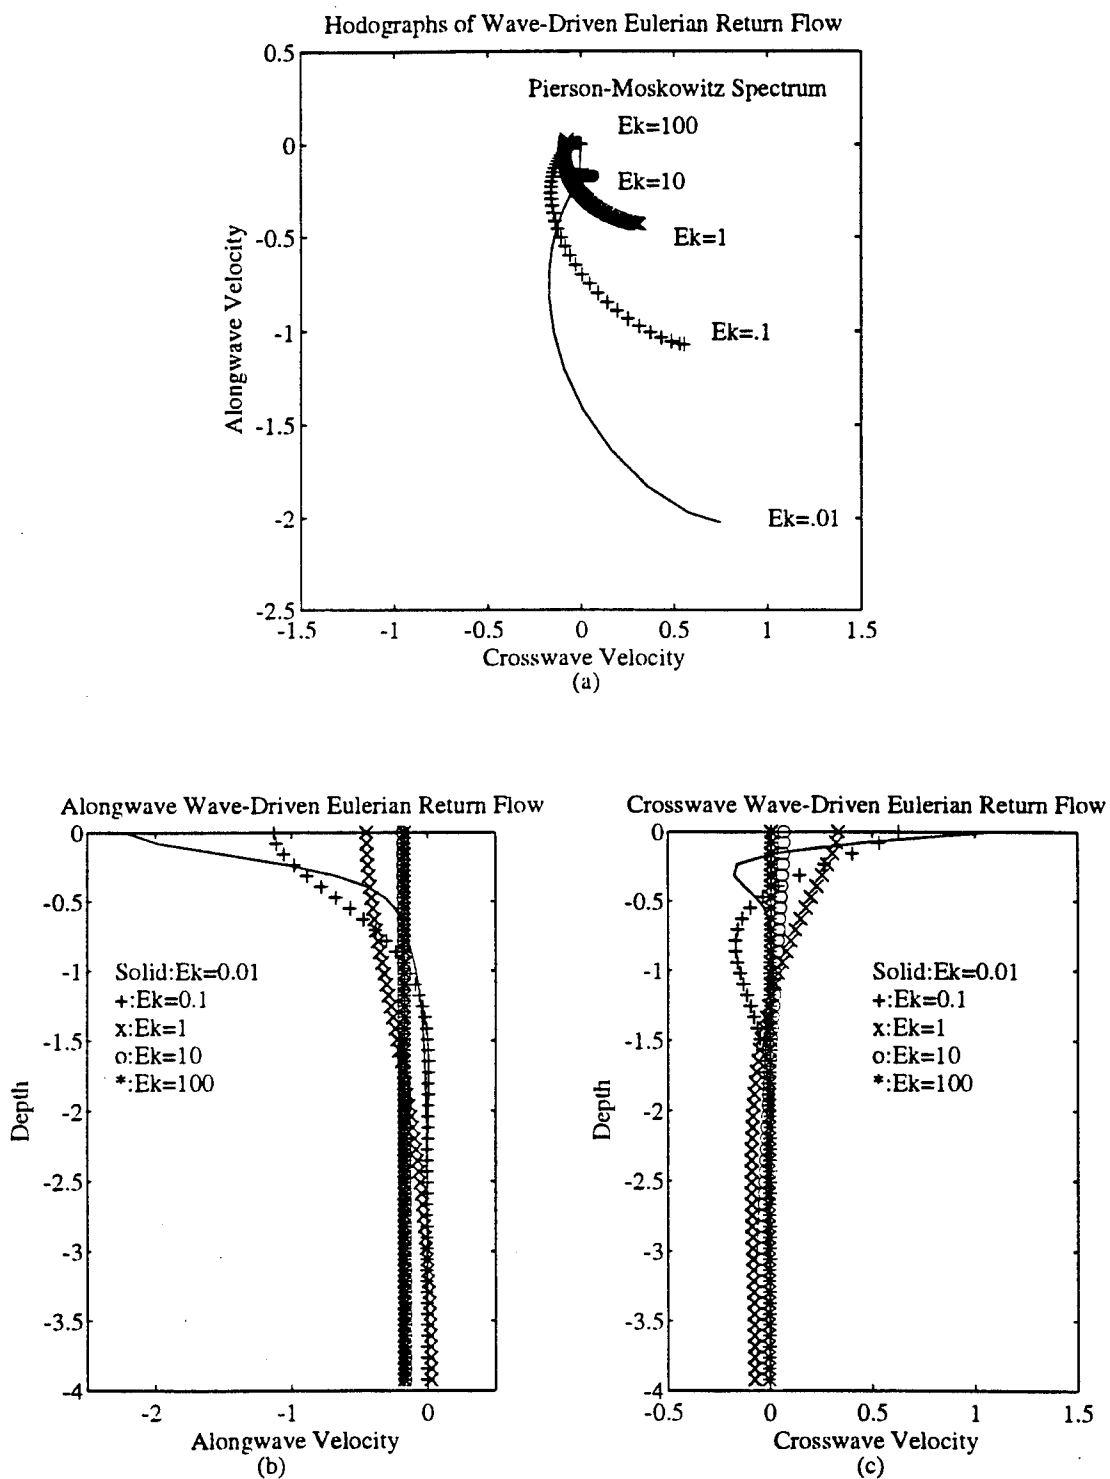 Hodographs of Wave-Driven Eulerian Return Flow
0.5
Pierson-Moskowitz Spectrum
Ek=100
0
Ek=10
Ek=1
-0.5
Ek=.1
-1
-1.5
Ek=.01
-2
-2.5
-1.5 -1 -0.5 0 0.5 1 1.5
Alongwave Velocity
Crosswave Velocity
(a)
Alongwave Wave-Driven Eulerian Return Flow
0
-0.5
-1
-1.5
-2
-2.5
-3
-3.5
-4
Solid:Ek=0.01
+:Ek=0.1
x:Ek=1
o:Ek=10
*:Ek=100
Depth
-2 -1 0
Alongwave Velocity
(b)
Crosswave Wave-Driven Eulerian Return Flow
0
-0.5
-1
-1.5
-2
-2.5
-3
-3.5
-4
Solid:Ek=0.01
+:Ek=0.1
x:Ek=1
o:Ek=10
*:Ek=100
Depth
-0.5 0 0.5 1 1.5
Crosswave Velocity
(c)